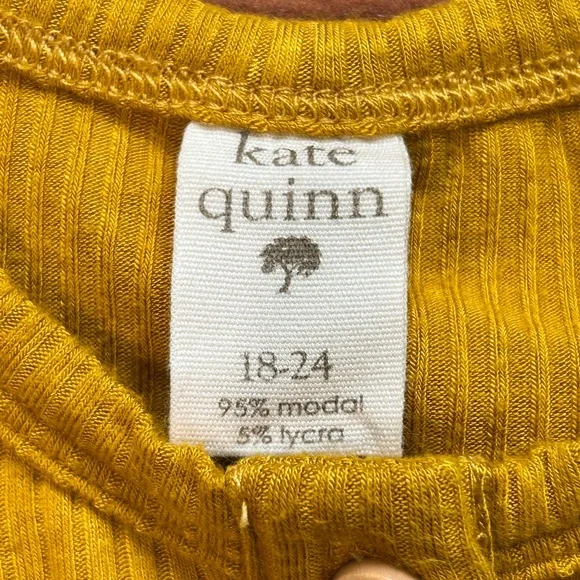 kate
quinn
18-24
95% modal
5% lycra